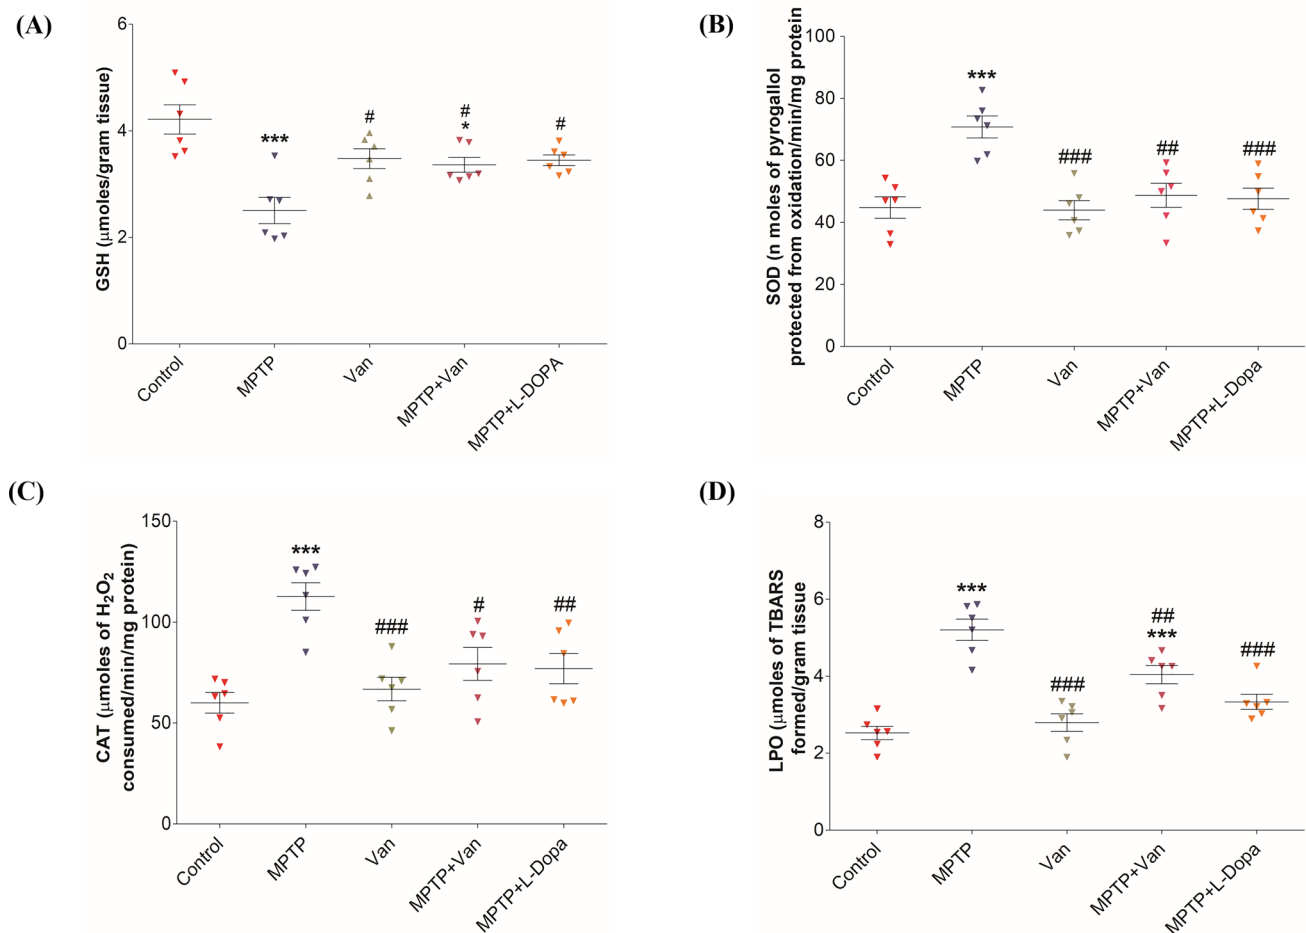 (A)
GSH (μmoles/gram tissue)
6
4
2
0
***
#
#
*
#
Control
MPTP
Van
MPTP+Van
MPTP+L-DOPA
(B)
SOD (n moles of pyrogallol
protected from oxidation/min/mg protein
100
80
60
40
20
0
***
###
##
###
Control
MPTP
Van
MPTP+Van
MPTP+L-Dopa
(C)
CAT (μmoles of H₂O₂
consumed/min/mg protein)
150
100
50
0
***
###
#
##
Control
MPTP
Van
MPTP+Van
MPTP+L-Dopa
(D)
LPO (μmoles of TBARS
formed/gram tissue
8
6
4
2
0
***
###
##
***
###
Control
MPTP
Van
MPTP+Van
MPTP+L-Dopa